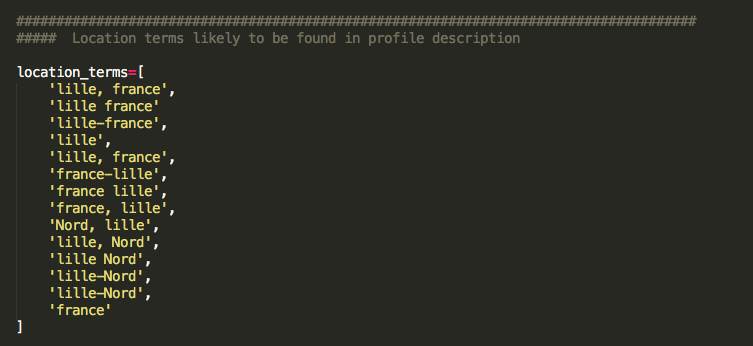 #####################################################################################
##### Location terms likely to be found in profile description
location_terms=[
'lille, france',
'lille france'
'lille-france',
'lille',
'lille, france',
'france-lille',
'france lille',
'france, lille',
'Nord, lille',
'lille, Nord',
'lille Nord',
'lille-Nord',
'lille-Nord',
'france'
]